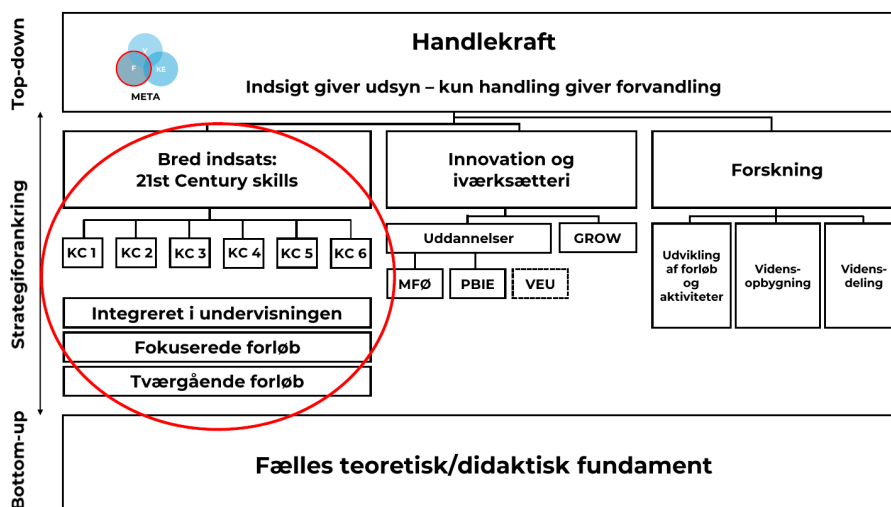 Top-down
Handlekraft
Indsigt giver udsyn – kun handling giver forvandling
V
F
KE
META
Strategiforankring
Bred indsats:
21st Century skills
KC 1
KC 2
KC 3
KC 4
KC 5
KC 6
Integreret i undervisningen
Fokuserede forløb
Tværgående forløb
Innovation og
iværksætteri
Uddannelser
GROW
MFØ
PBIE
VEU
Forskning
Udvikling
af forløb
og
aktiviteter
Videns-
opbygning
Videns-
deling
Bottom-up
Fælles teoretisk/didaktisk fundament